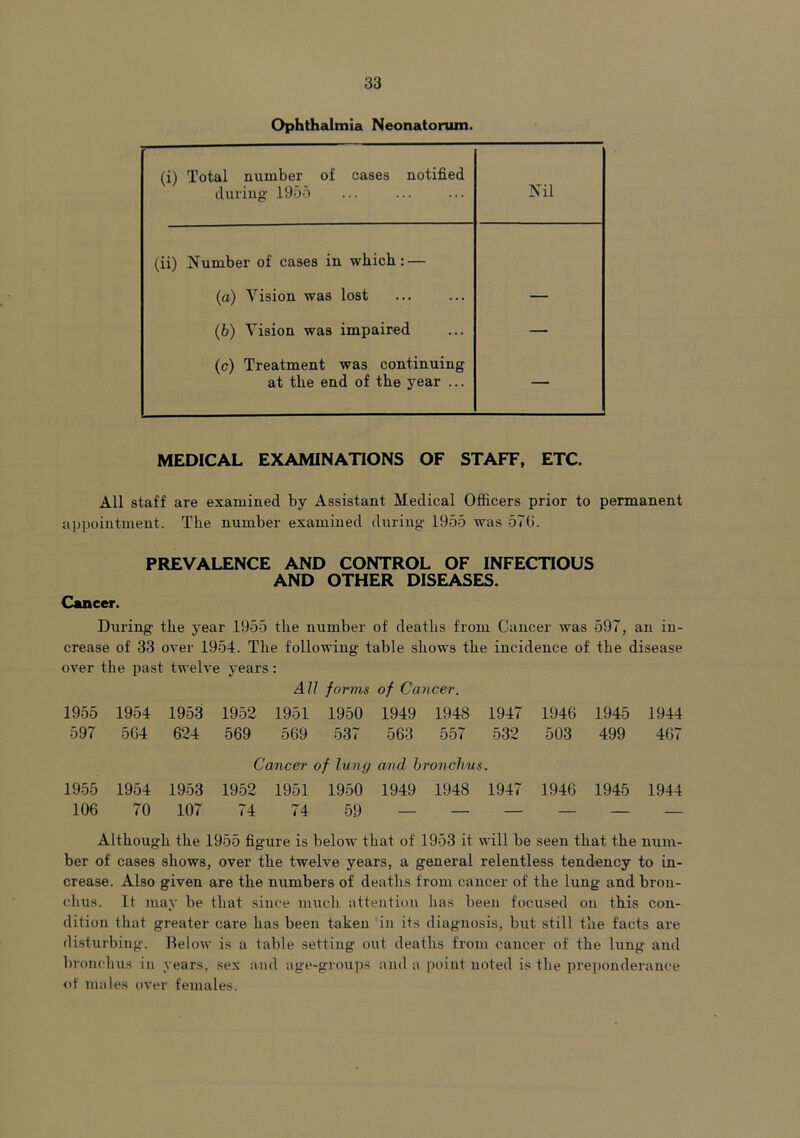 33
Ophthalmia Neonatorum.
(i) Total number of cases notified
during 1955 ... ... ... Nil
(ii) Number of cases in which: —
(a) Vision was lost ... ... —
(b) Vision was impaired ... —
(c) Treatment was continuing
at the end of the year ... —
MEDICAL EXAMINATIONS OF STAFF, ETC.
All staff are examined by Assistant Medical Officers prior to permanent
appointment. The number examined during 1955 was 576.
PREVALENCE AND CONTROL OF INFECTIOUS
AND OTHER DISEASES.
Cancer.
During the year 1955 the number of deaths from Cancer was 597, an in-
crease of 33 over 1954. The following table shows the incidence of the disease
over the past twelve years:
All forms of Cancer.
1955 1954 1953 1952 1951 1950 1949 1948 1947 1946 1945 1944
597 564 624 569 569 537 563 557 532 503 499 467
Cancer of lung and bronchus.
1955 1954 1953 1952 1951 1950 1949 1948 1947 1946 1945 1944
106 70 107 74 74 59 — — — — — —
Although the 1955 figure is below that of 1953 it will be seen that the num-
ber of cases shows, over the twelve years, a general relentless tendency to in-
crease. Also given are the numbers of deaths from cancer of the lung and bron-
chus. It may be that since much attention has been focused on this con-
dition that greater care has been taken in its diagnosis, but still the facts are
disturbing. Below is a table setting out deaths from cancer of the lung and
bronchus in years, sex and age-groups and a point noted is the preponderance
of males over females.